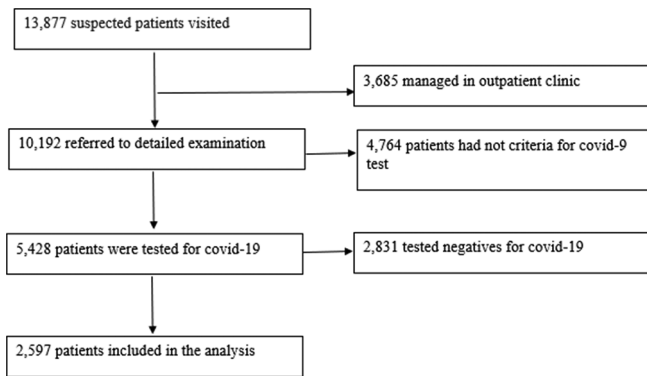 13,877 suspected patients visited
3,685 managed in outpatient clinic
10,192 referred to detailed examination
4,764 patients had not criteria for covid-9
test
5,428 patients were tested for covid-19
2,831 tested negatives for covid-19
2,597 patients included in the analysis